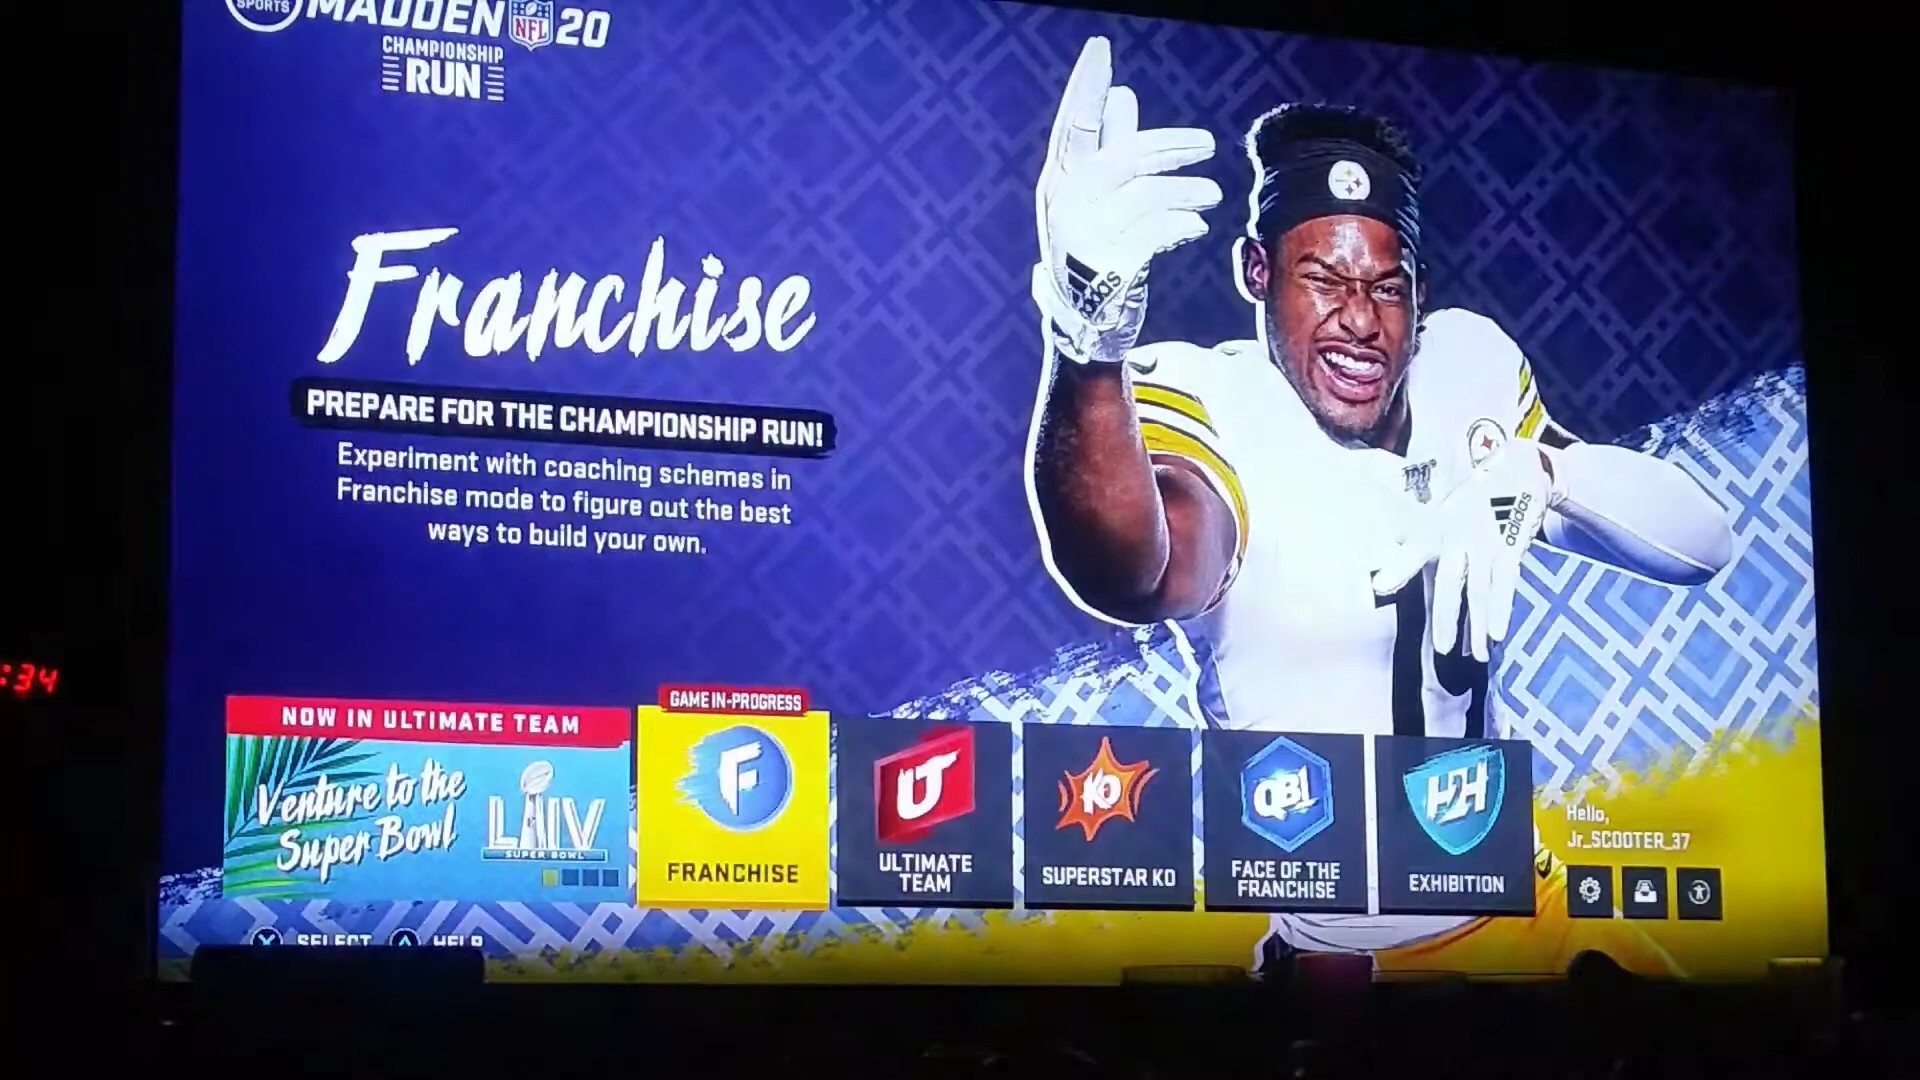 SPORTS
MADDEN NFL 20
CHAMPIONSHIP
RUN
Franchise
PREPARE FOR THE CHAMPIONSHIP RUN!
Experiment with coaching schemes in
Franchise mode to figure out the best
ways to build your own.
adidas
adidas
1
:34
NOW IN ULTIMATE TEAM
Venture to the
Super Bowl
LIV
SUPER BOWL
GAME IN-PROGRESS
F
FRANCHISE
UT
ULTIMATE
TEAM
KO
SUPERSTAR KO
QB1
FACE OF THE
FRANCHISE
H2H
EXHIBITION
Hello,
Jr_SCOOTER_37
X SELECT HELP